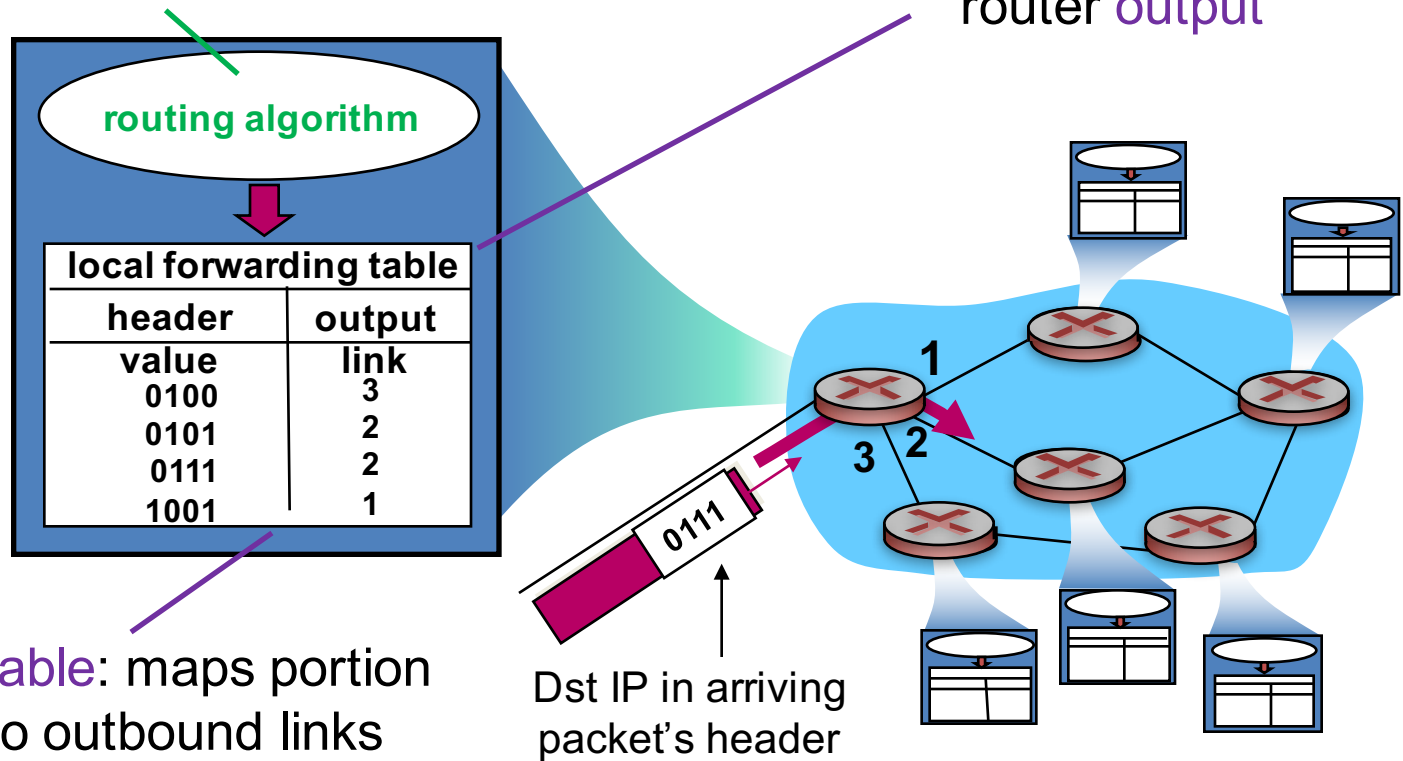 router output
routing algorithm
local forwarding table
header output
value link
0100 3
0101 2
0111 2
1001 1
1
2
3
0111
able: maps portion
o outbound links
Dst IP in arriving
packet's header